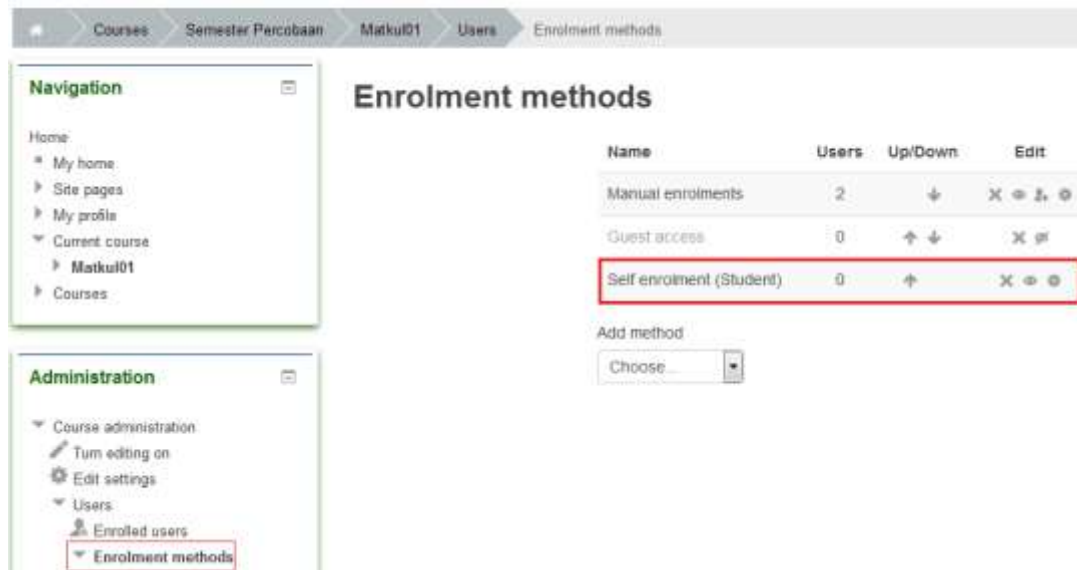 Courses Semester Percobaan Matkul01 Users Enrolment methods
Navigation
Home
My home
Site pages
My profile
Current course
Matkul01
Courses
Administration
Course administration
Turn editing on
Edit settings
Users
Enrolled users
Enrolment methods
Enrolment methods
Name Users Up/Down Edit
Manual enrolments 2
Guest access 0
Self enrolment (Student) 0
Add method
Choose...